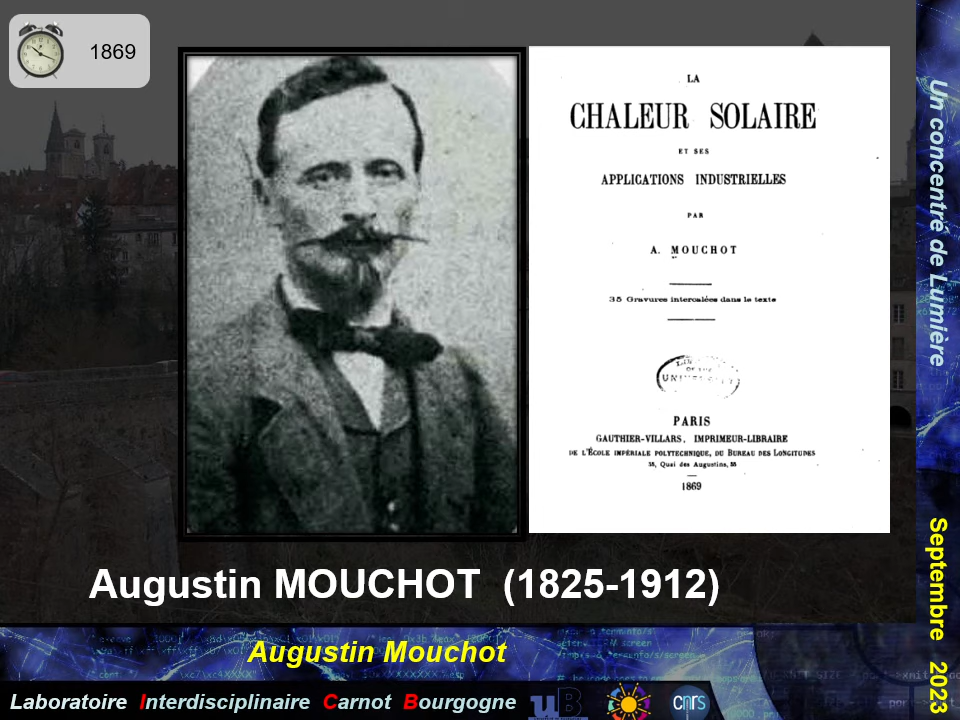 1869
LA
CHALEUR SOLAIRE
ET SES
APPLICATIONS INDUSTRIELLES
PAR
A. MOUCHOT
35 Gravures intercalées dans le texte
UNIVERSITY
PARIS
GAUTHIER-VILLARS, IMPRIMEUR-LIBRAIRE
DE L'ÉCOLE IMPÉRIALE POLYTECHNIQUE, DU BUREAU DES LONGITUDES
55, Quai des Augustins, 55
1869
Un concentré de Lumière
Augustin MOUCHOT (1825-1912)
Septembre 2023
Augustin Mouchot
Laboratoire Interdisciplinaire Carnot Bourgogne
uB
cnrs